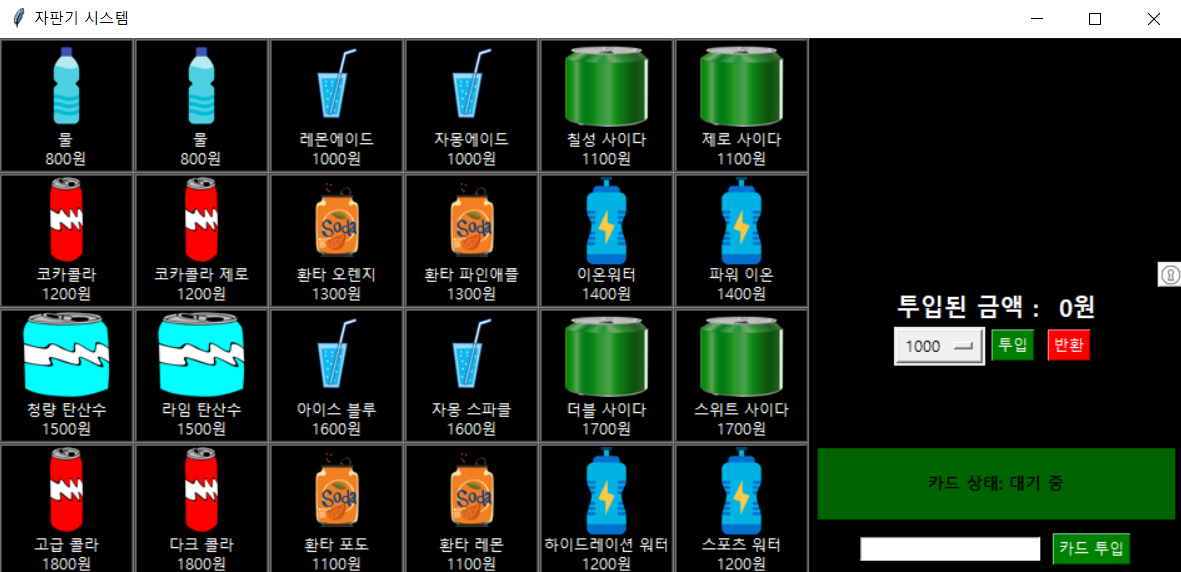 자판기 시스템
물 물 레몬에이드 자몽에이드 칠성 사이다 제로 사이다
800원 800원 1000원 1000원 1100원 1100원
Soda Soda
코카콜라 코카콜라 제로 환타 오렌지 환타 파인애플 이온워터 파워 이온
1200원 1200원 1300원 1300원 1400원 1400원
청량 탄산수 라임 탄산수 아이스 블루 자몽 스파클 더블 사이다 스위트 사이다
1500원 1500원 1600원 1600원 1700원 1700원
Soda Soda
고급 콜라 다크 콜라 환타 포도 환타 레몬 하이드레이션 워터 스포츠 워터
1800원 1800원 1100원 1100원 1200원 1200원
투입된 금액 : 0원
1000 투입 반환
카드 상태: 대기 중
카드 투입